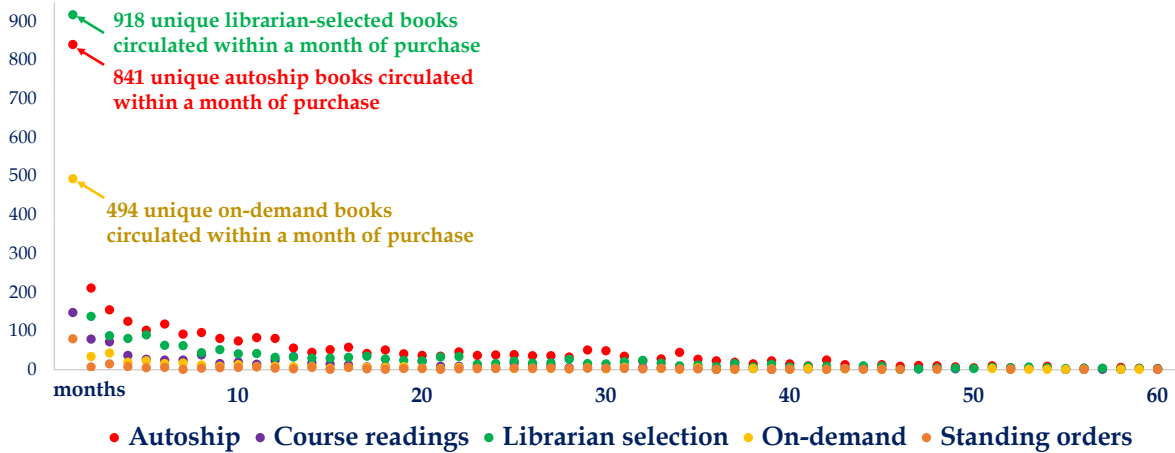 900
918 unique librarian-selected books
circulated within a month of purchase
800
841 unique autoship books circulated
within a month of purchase
700
600
500
494 unique on-demand books
circulated within a month of purchase
400
300
200
100
0
months 10 20 30 40 50 60
Autoship Course readings Librarian selection On-demand Standing orders